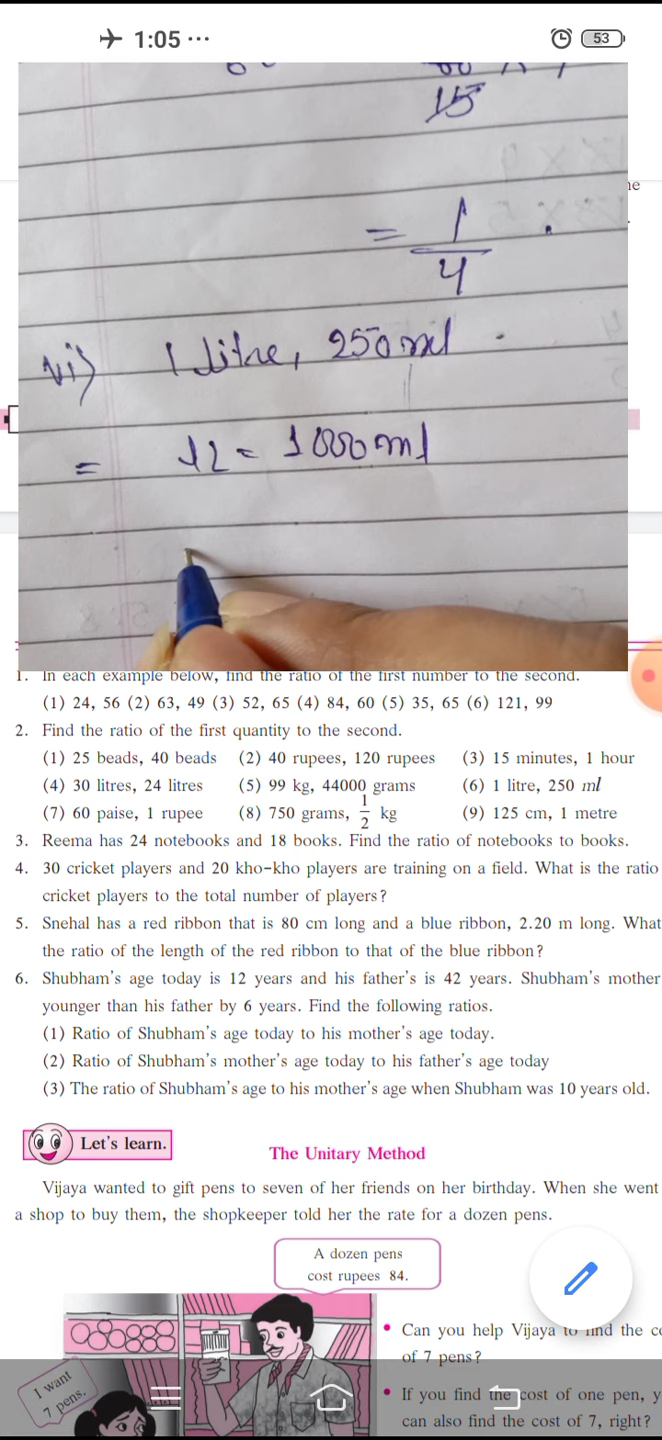 1:05 ...
53
15
= 1
4
vi) 1 litre, 250 ml
= 1L = 1000 ml
1. In each example below, find the ratio of the first number to the second.
(1) 24, 56 (2) 63, 49 (3) 52, 65 (4) 84, 60 (5) 35, 65 (6) 121, 99
2. Find the ratio of the first quantity to the second.
(1) 25 beads, 40 beads (2) 40 rupees, 120 rupees (3) 15 minutes, 1 hour
(4) 30 litres, 24 litres (5) 99 kg, 44000 grams (6) 1 litre, 250 ml
(7) 60 paise, 1 rupee (8) 750 grams, 1/2 kg (9) 125 cm, 1 metre
3. Reema has 24 notebooks and 18 books. Find the ratio of notebooks to books.
4. 30 cricket players and 20 kho-kho players are training on a field. What is the ratio
cricket players to the total number of players?
5. Snehal has a red ribbon that is 80 cm long and a blue ribbon, 2.20 m long. What
the ratio of the length of the red ribbon to that of the blue ribbon?
6. Shubham's age today is 12 years and his father's is 42 years. Shubham's mother
younger than his father by 6 years. Find the following ratios.
(1) Ratio of Shubham's age today to his mother's age today.
(2) Ratio of Shubham's mother's age today to his father's age today
(3) The ratio of Shubham's age to his mother's age when Shubham was 10 years old.
Let's learn.
The Unitary Method
Vijaya wanted to gift pens to seven of her friends on her birthday. When she went
a shop to buy them, the shopkeeper told her the rate for a dozen pens.
A dozen pens
cost rupees 84.
I want
7 pens.
• Can you help Vijaya to find the
of 7 pens?
• If you find the cost of one pen,
can also find the cost of 7, right?